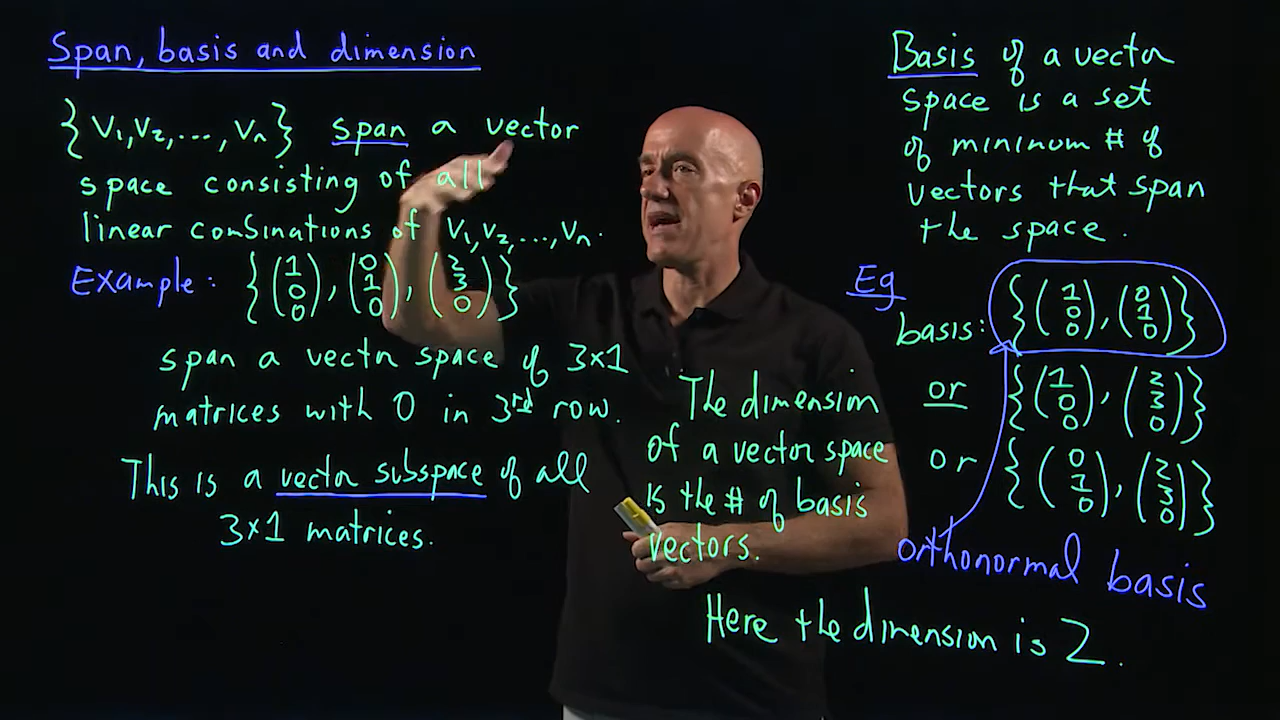 Span, basis and dimension
{V₁,V₂,...,Vₙ} span a vector
space consisting of all
linear combinations of V₁,V₂,...,Vₙ.
Example: {(1 0 0), (0 1 0), (2 3 0)}
span a vector space of 3×1
matrices with 0 in 3rd row.
This is a vector subspace of all
3×1 matrices.
The dimension
of a vector space
is the # of basis
vectors.
Basis of a vector
space is a set
of minimum # of
vectors that span
the space.
Eg
basis: {(1 0 0), (0 1 0)}
or {(1 0 0), (2 3 0)}
or {(0 1 0), (2 3 0)}
orthonormal basis
Here the dimension is 2.